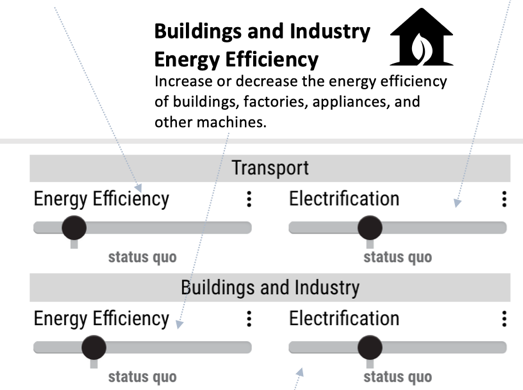 Buildings and Industry
Energy Efficiency
Increase or decrease the energy efficiency
of buildings, factories, appliances, and
other machines.
Transport
Energy Efficiency
Electrification
status quo
status quo
Buildings and Industry
Energy Efficiency
Electrification
status quo
status quo